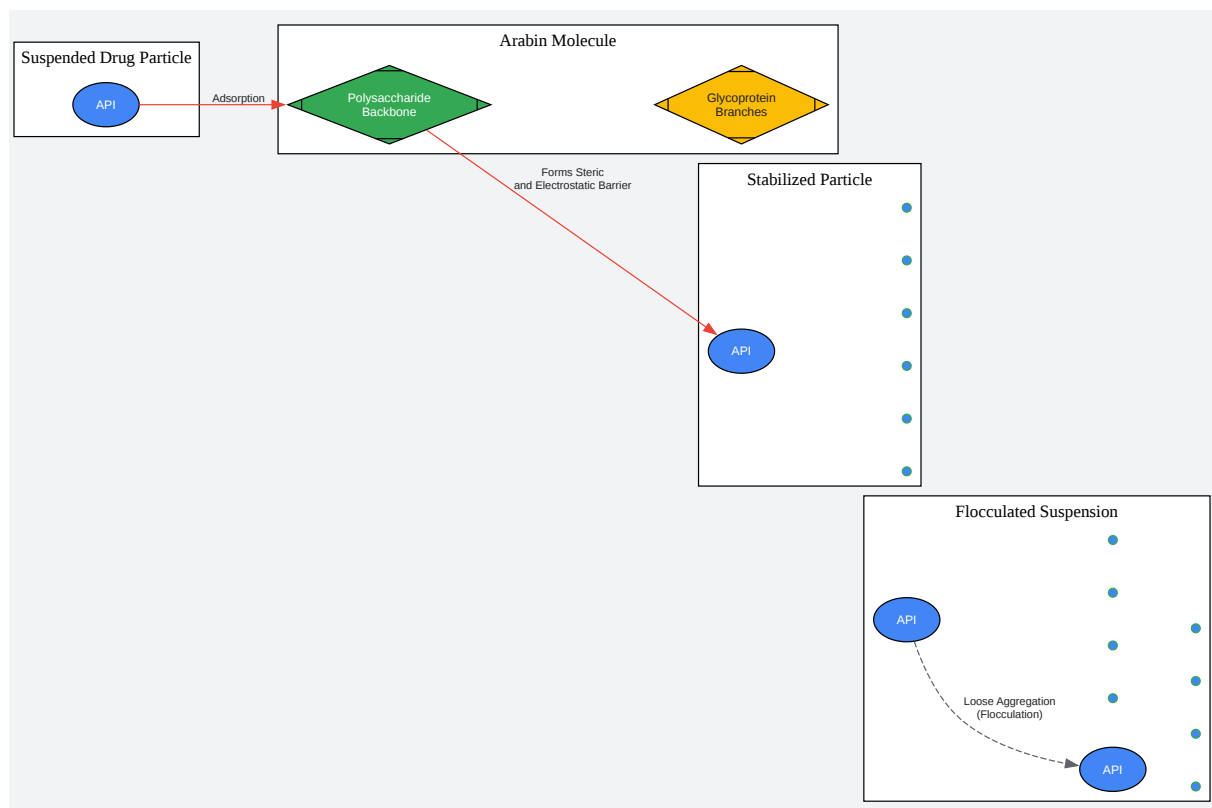 Suspended Drug Particle
API
Adsorption
Arabin Molecule
Polysaccharide
Backbone
Glycoprotein
Branches
Forms Steric
and Electrostatic Barrier
Stabilized Particle
API
Flocculated Suspension
API
Loose Aggregation
(Flocculation)
API